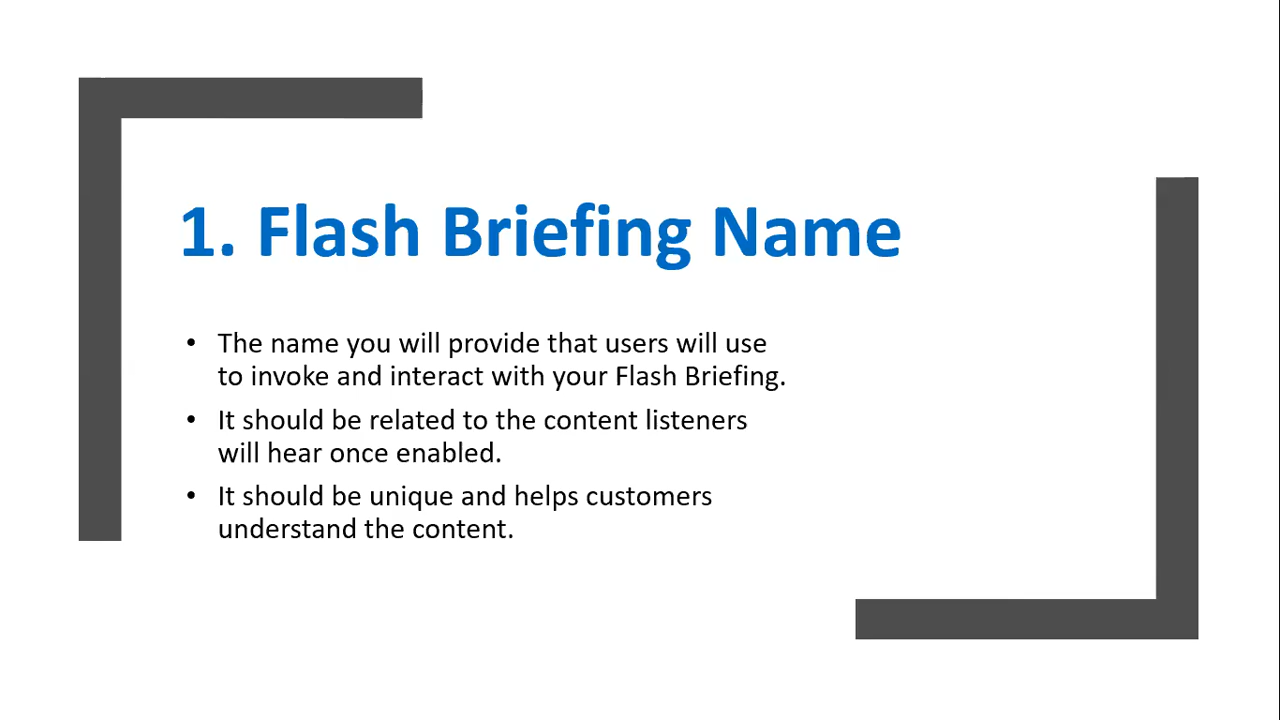 1. Flash Briefing Name
• The name you will provide that users will use
to invoke and interact with your Flash Briefing.
• It should be related to the content listeners
will hear once enabled.
• It should be unique and helps customers
understand the content.